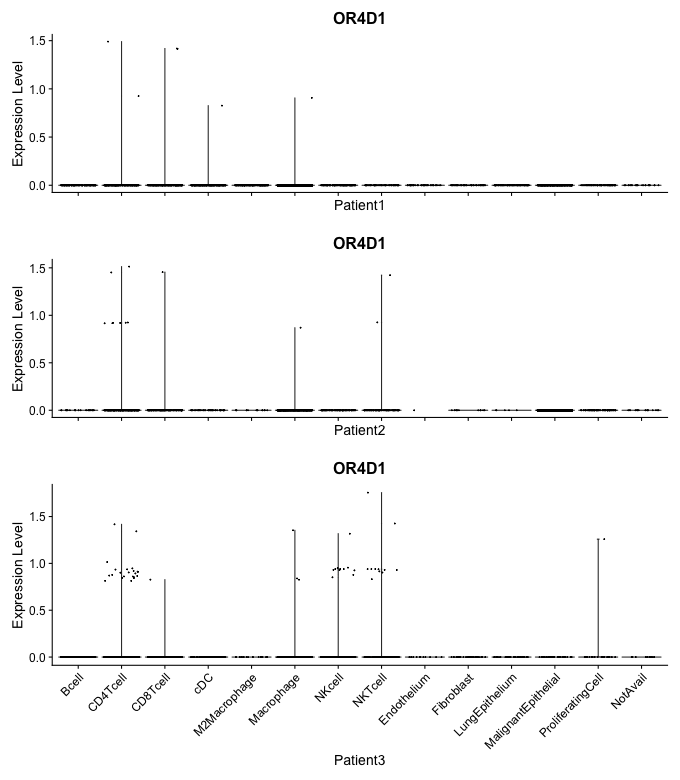 OR4D1
Expression Level
1.5
1.0
0.5
0.0
Patient1
OR4D1
Expression Level
1.5
1.0
0.5
0.0
Patient2
OR4D1
Expression Level
1.5
1.0
0.5
0.0
Bcell
CD4Tcell
CD8Tcell
cDC
M2Macrophage
Macrophage
NKcell
NKTcell
Endothelium
Fibroblast
LungEpithelium
MalignantEpithelial
ProliferatingCell
NotAvail
Patient3